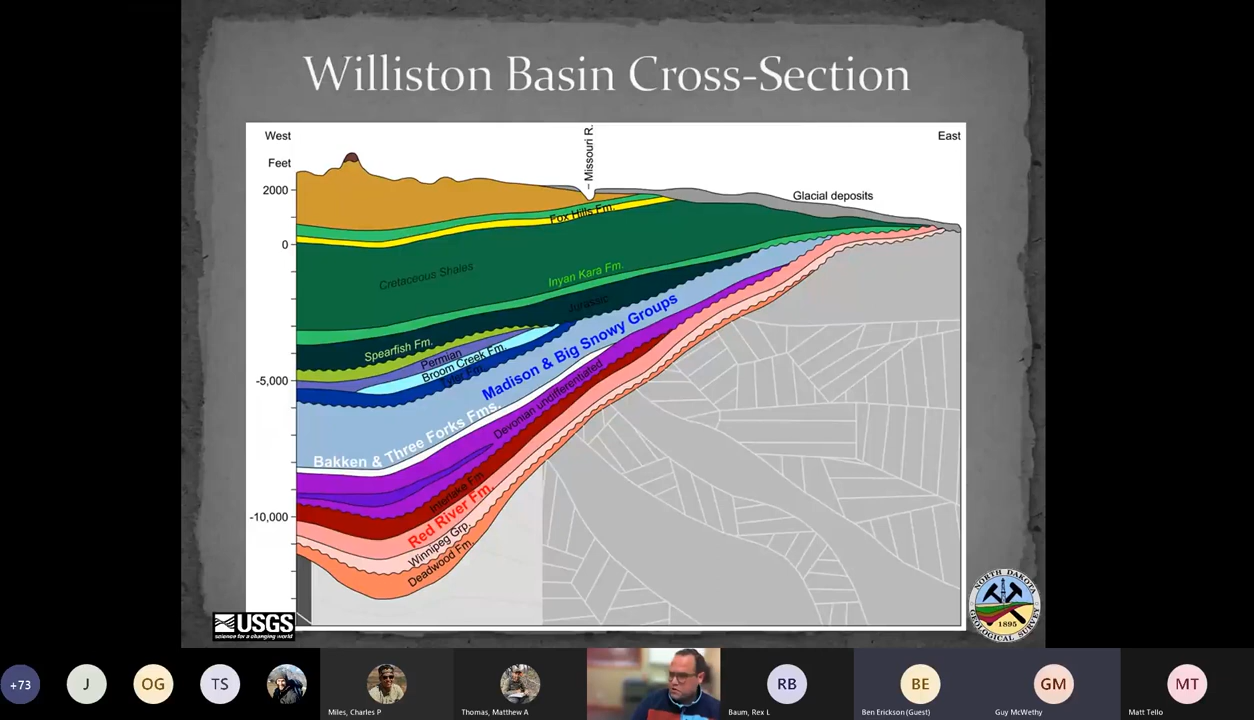 Williston Basin Cross-Section
West
East
Feet
Missouri R.
2000
Glacial deposits
Fox Hills Fm.
0
Cretaceous Shales
Inyan Kara Fm.
Jurassic
Spearfish Fm.
Permian
Broom Creek Fm.
Tyler Fm.
-5,000
Madison & Big Snowy Groups
Bakken & Three Forks Fms.
Devonian undifferentiated
Interlake Fm
-10,000
Red River Fm.
Winnipeg Grp.
Deadwood Fm.
USGS
science for a changing world
NORTH DAKOTA
GEOLOGICAL SURVEY
1895
+73
J
OG
TS
Miles, Charles P
Thomas, Matthew A
RB
Baum, Rex L
BE
Ben Erickson (Guest)
GM
Guy McWethy
MT
Matt Tello